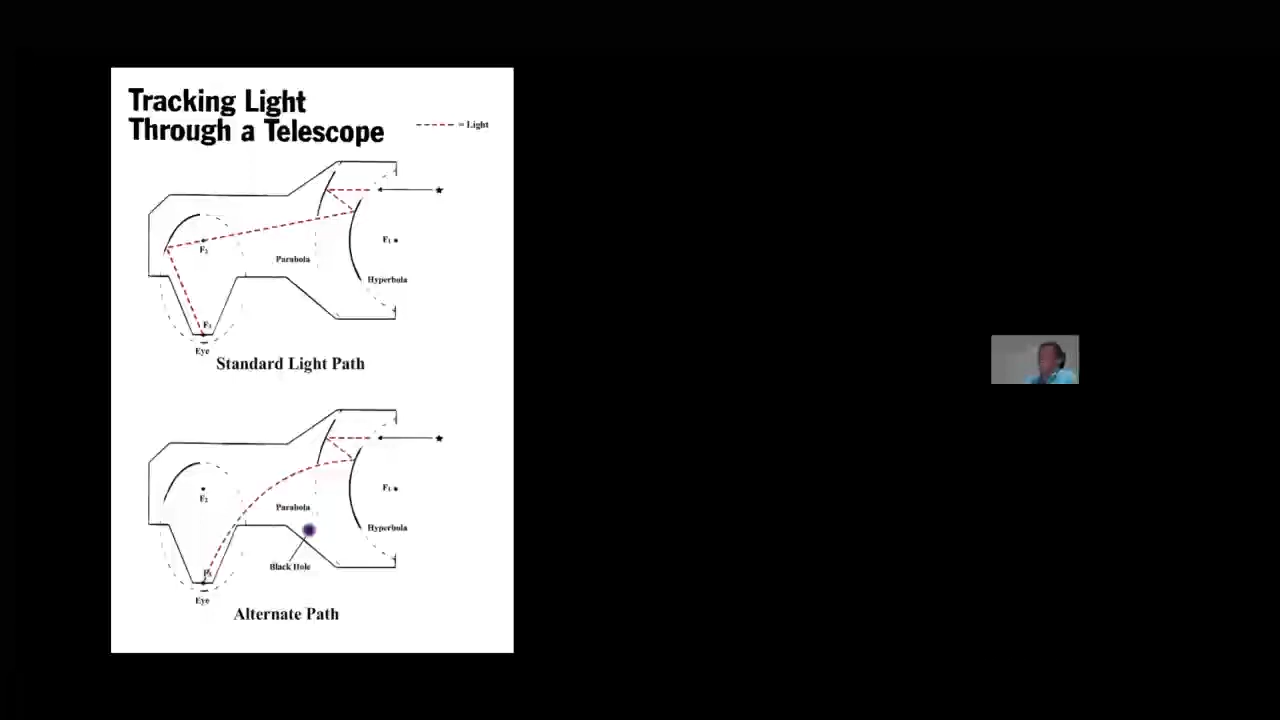 Tracking Light
Through a Telescope
= Light
F₁
F₂
Parabola
Hyperbola
F₃
Eye
Standard Light Path
F₁
F₂
Parabola
Hyperbola
Black Hole
Eye
Alternate Path